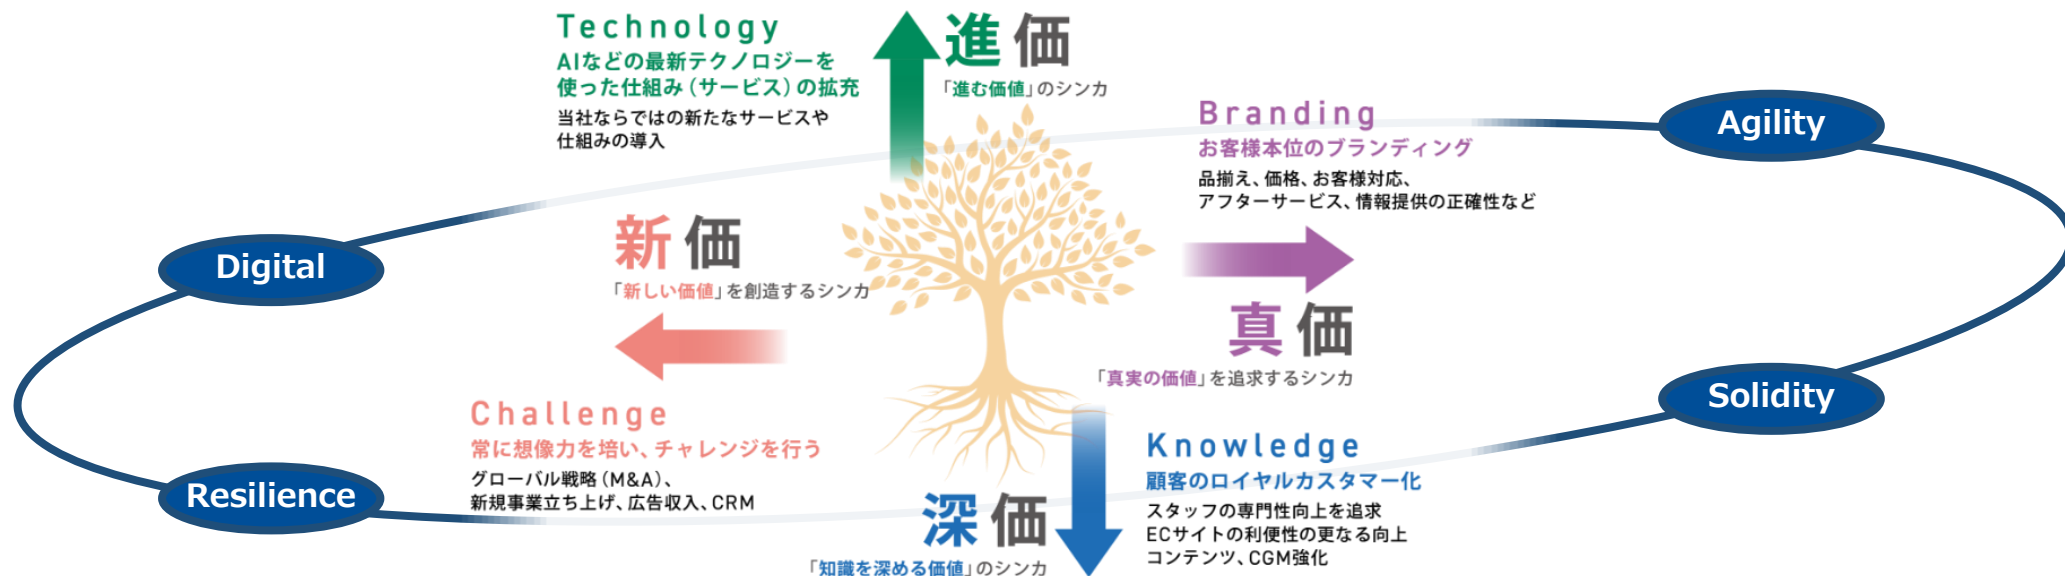 Technology
AIなどの最新テクノロジーを
使った仕組み（サービス）の拡充
当社ならではの新たなサービスや
仕組みの導入
進価
「進む価値」のシンカ
Branding
お客様本位のブランディング
品揃え、価格、お客様対応、
アフターサービス、情報提供の正確性など
Agility
Digital
新価
「新しい価値」を創造するシンカ
真価
「真実の価値」を追求するシンカ
Solidity
Challenge
常に想像力を培い、チャレンジを行う
グローバル戦略（M&A）、
新規事業立ち上げ、広告収入、CRM
Resilience
深価
「知識を深める価値」のシンカ
Knowledge
顧客のロイヤルカスタマー化
スタッフの専門性向上を追求
ECサイトの利便性の更なる向上
コンテンツ、CGM強化